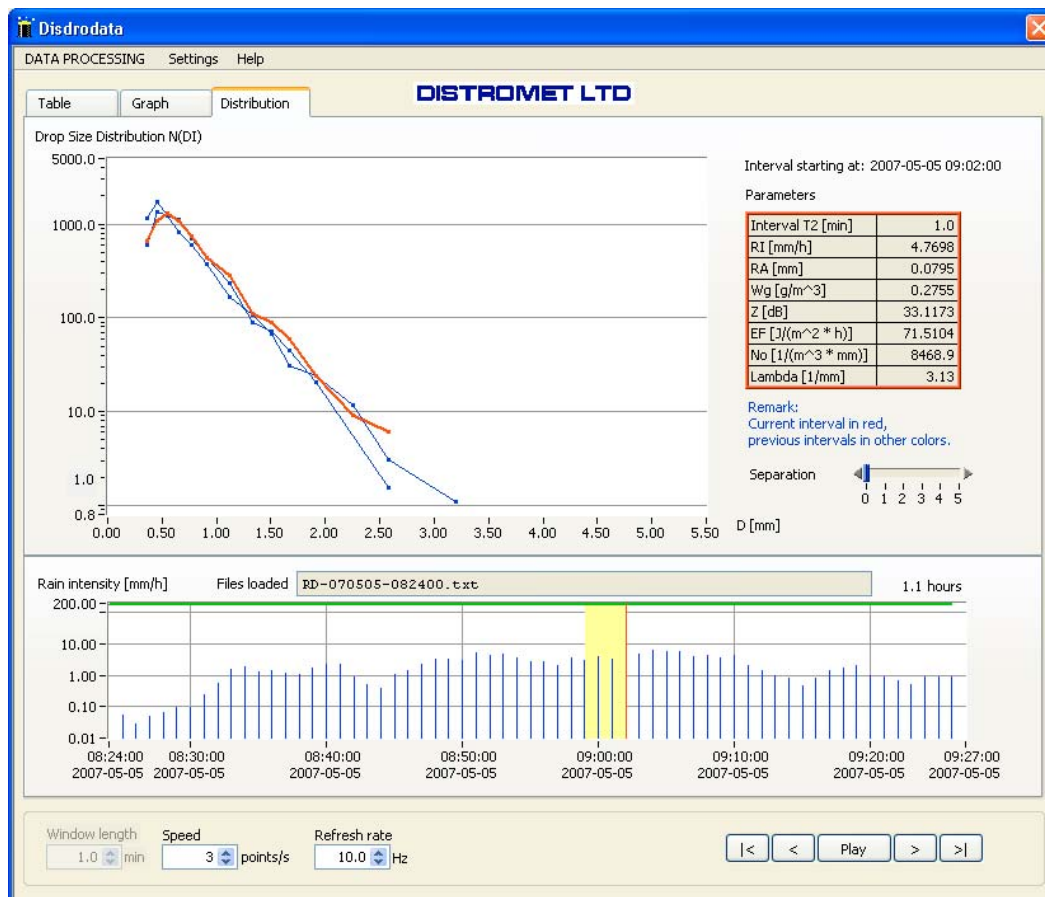 Disdrodata
DATA PROCESSING Settings Help
DISTROMET LTD
Table Graph Distribution
Drop Size Distribution N(DI)
5000.0
1000.0
100.0
10.0
1.0
0.8
0.00 0.50 1.00 1.50 2.00 2.50 3.00 3.50 4.00 4.50 5.00 5.50
D [mm]
Interval starting at: 2007-05-05 09:02:00
Parameters
Interval T2 [min] 1.0
RI [mm/h] 4.7698
RA [mm] 0.0795
Wg [g/m^3] 0.2755
Z [dB] 33.1173
EF [J/(m^2 * h)] 71.5104
No [1/(m^3 * mm)] 8468.9
Lambda [1/mm] 3.13
Remark:
Current interval in red,
previous intervals in other colors.
Separation
0 1 2 3 4 5
Rain intensity [mm/h] Files loaded RD-070505-082400.txt 1.1 hours
200.00
10.00
1.00
0.10
0.01
08:24:00 08:30:00 08:40:00 08:50:00 09:00:00 09:10:00 09:20:00 09:27:00
2007-05-05 2007-05-05 2007-05-05 2007-05-05 2007-05-05 2007-05-05 2007-05-05 2007-05-05
Window length Speed Refresh rate
1.0 min 3 points/s 10.0 Hz
|< < Play > >|